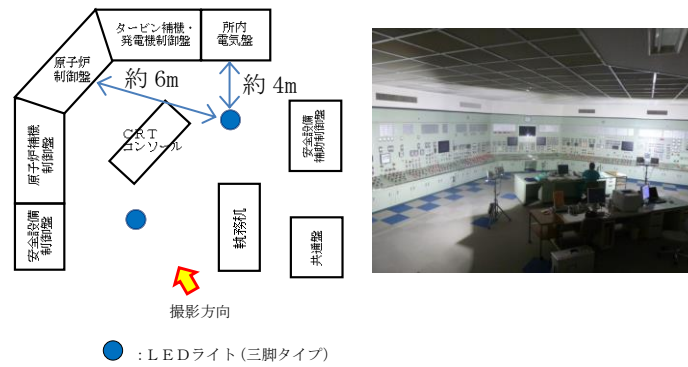 タービン補機・
発電機制御盤
所内
電気盤
原子炉
制御盤
約6m
約4m
CRT
コンソール
安全設備
補助制御盤
原子炉補機
制御盤
安全設備
制御盤
執務机
共通盤
撮影方向
：LEDライト(三脚タイプ)